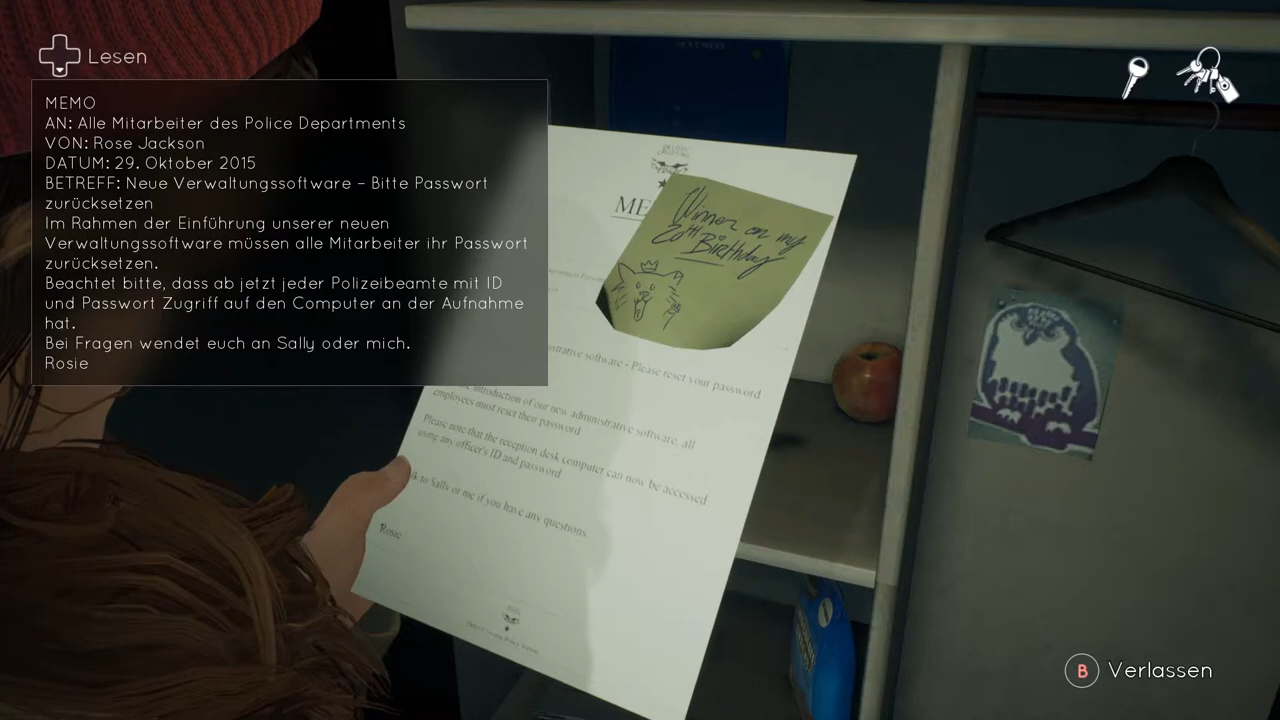 Lesen
MEMO
AN: Alle Mitarbeiter des Police Departments
VON: Rose Jackson
DATUM: 29. Oktober 2015
BETREFF: Neue Verwaltungssoftware – Bitte Passwort
zurücksetzen
Im Rahmen der Einführung unserer neuen
Verwaltungssoftware müssen alle Mitarbeiter ihr Passwort
zurücksetzen.
Beachtet bitte, dass ab jetzt jeder Polizeibeamte mit ID
und Passwort Zugriff auf den Computer an der Aufnahme
hat.
Bei Fragen wendet euch an Sally oder mich.
Rosie
ME
Winner on my
20th Birthday
software - Please reset your password
introduction of our new administrative software, all
employees must reset their password
Please note that the reception desk computer can now be accessed
using any officer's ID and password
to Sally or me if you have any questions
Rosie
B Verlassen